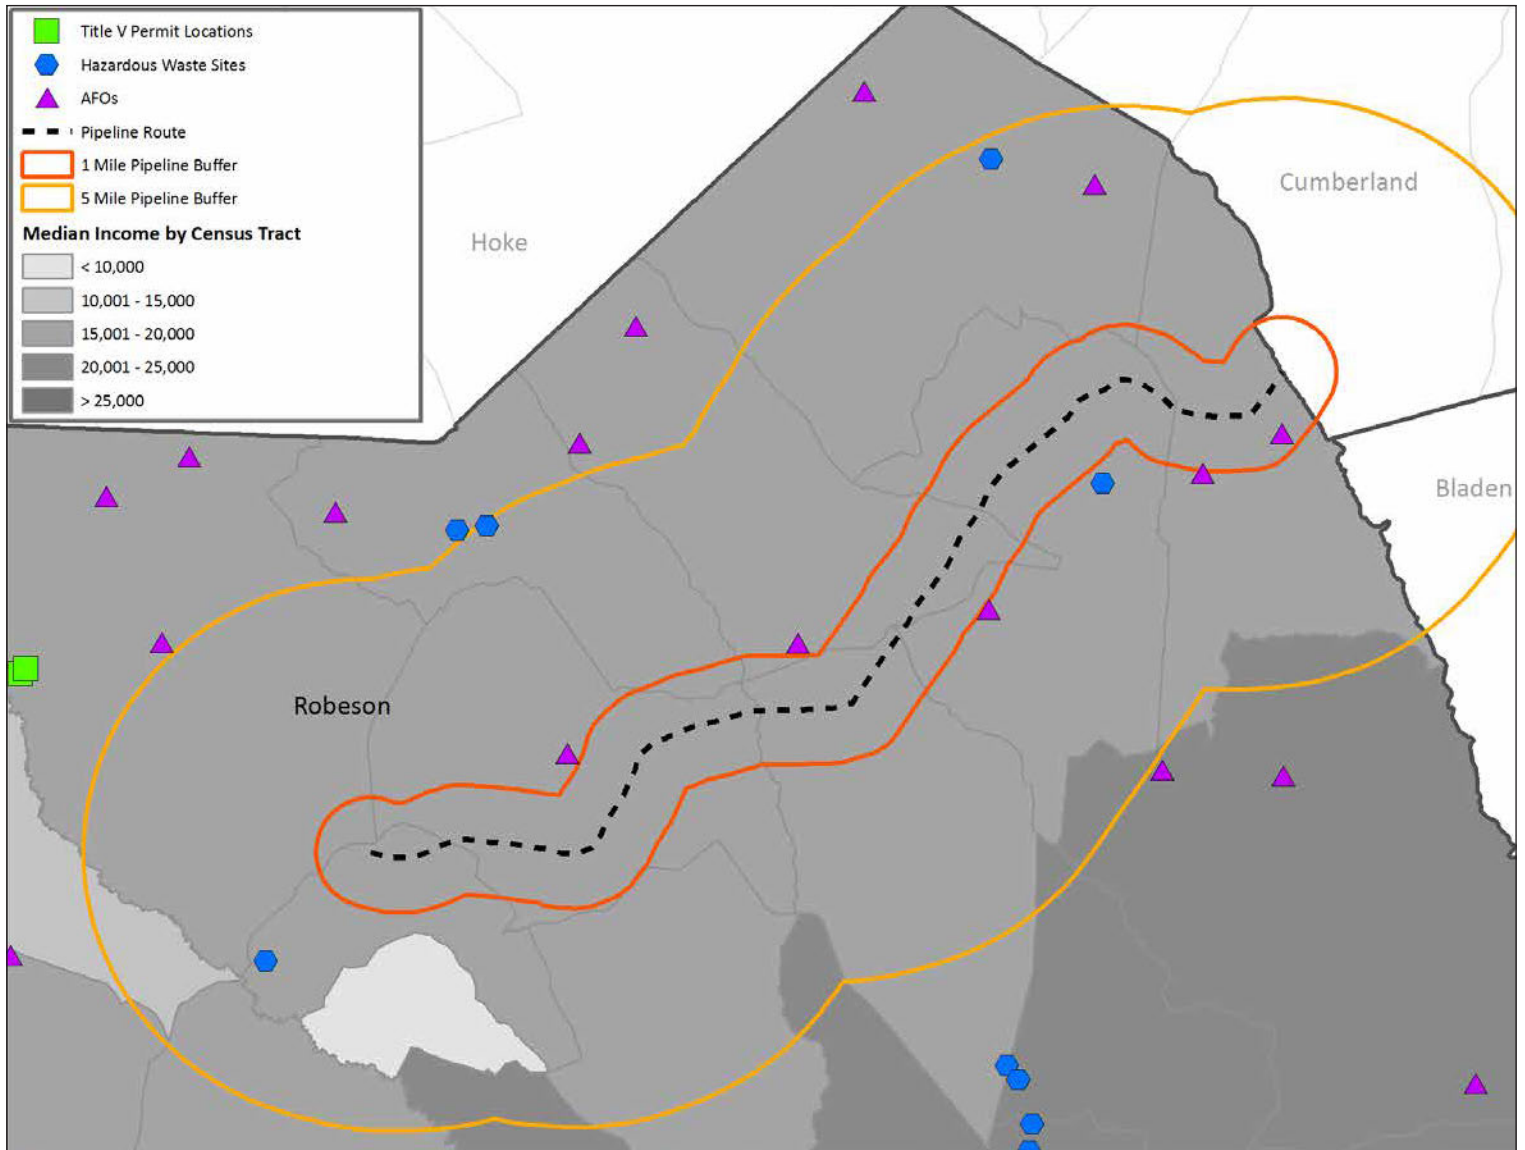 Title V Permit Locations
Hazardous Waste Sites
AFOs
Pipeline Route
1 Mile Pipeline Buffer
5 Mile Pipeline Buffer
Median Income by Census Tract
< 10,000
10,001 - 15,000
15,001 - 20,000
20,001 - 25,000
> 25,000
Cumberland
Hoke
Bladen
Robeson